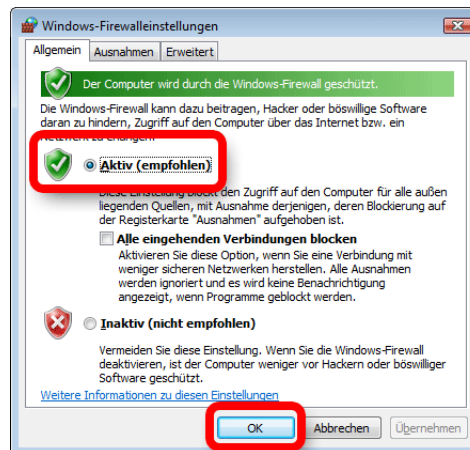 Windows-Firewalleinstellungen
Allgemein Ausnahmen Erweitert
Der Computer wird durch die Windows-Firewall geschützt.
Die Windows-Firewall kann dazu beitragen, Hacker oder böswillige Software
daran zu hindern, Zugriff auf den Computer über das Internet bzw. ein
Netzwerk zu erlangen.
Aktiv (empfohlen)
Diese Einstellung blockt den Zugriff auf den Computer für alle außen
liegenden Quellen, mit Ausnahme derjenigen, deren Blockierung auf
der Registerkarte "Ausnahmen" aufgehoben ist.
Alle eingehenden Verbindungen blocken
Aktivieren Sie diese Option, wenn Sie eine Verbindung mit
weniger sicheren Netzwerken herstellen. Alle Ausnahmen
werden ignoriert und es wird keine Benachrichtigung
angezeigt, wenn Programme geblockt werden.
Inaktiv (nicht empfohlen)
Vermeiden Sie diese Einstellung. Wenn Sie die Windows-Firewall
deaktivieren, ist der Computer weniger vor Hackern oder böswilliger
Software geschützt.
Weitere Informationen zu diesen Einstellungen
OK Abbrechen Übernehmen